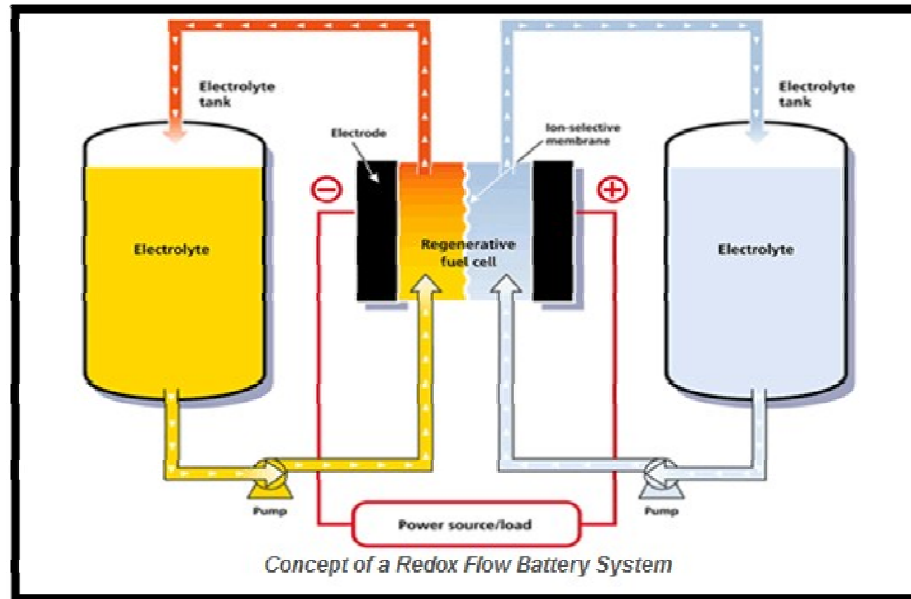 Electrolyte
tank
Electrolyte
tank
Electrode
Ion-selective
membrane
−
+
Electrolyte
Regenerative
fuel cell
Electrolyte
Pump
Power source/load
Pump
Concept of a Redox Flow Battery System